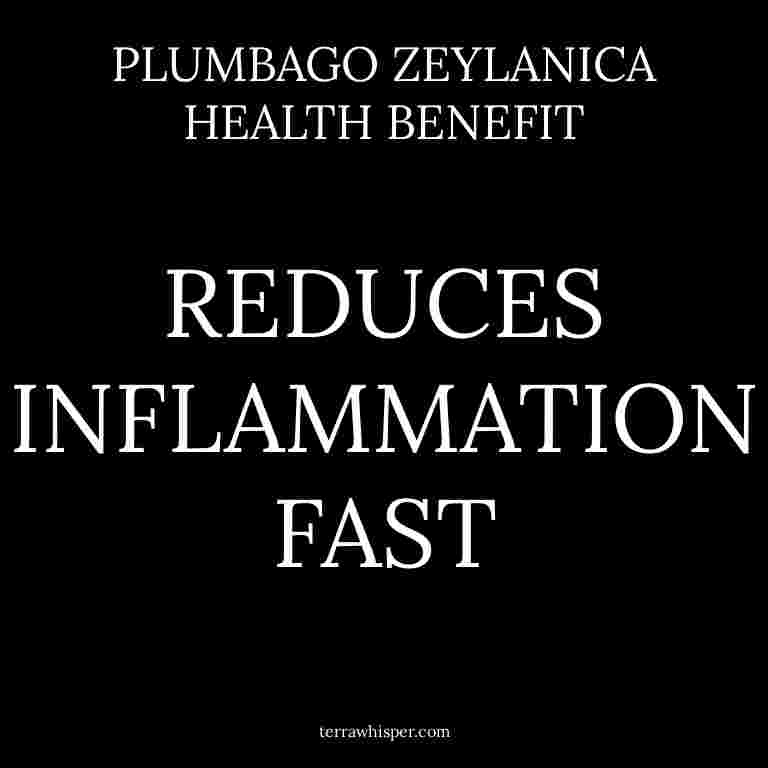 PLUMBAGO ZEYLANICA
HEALTH BENEFIT
REDUCES
INFLAMMATION
FAST
terrawhisper.com